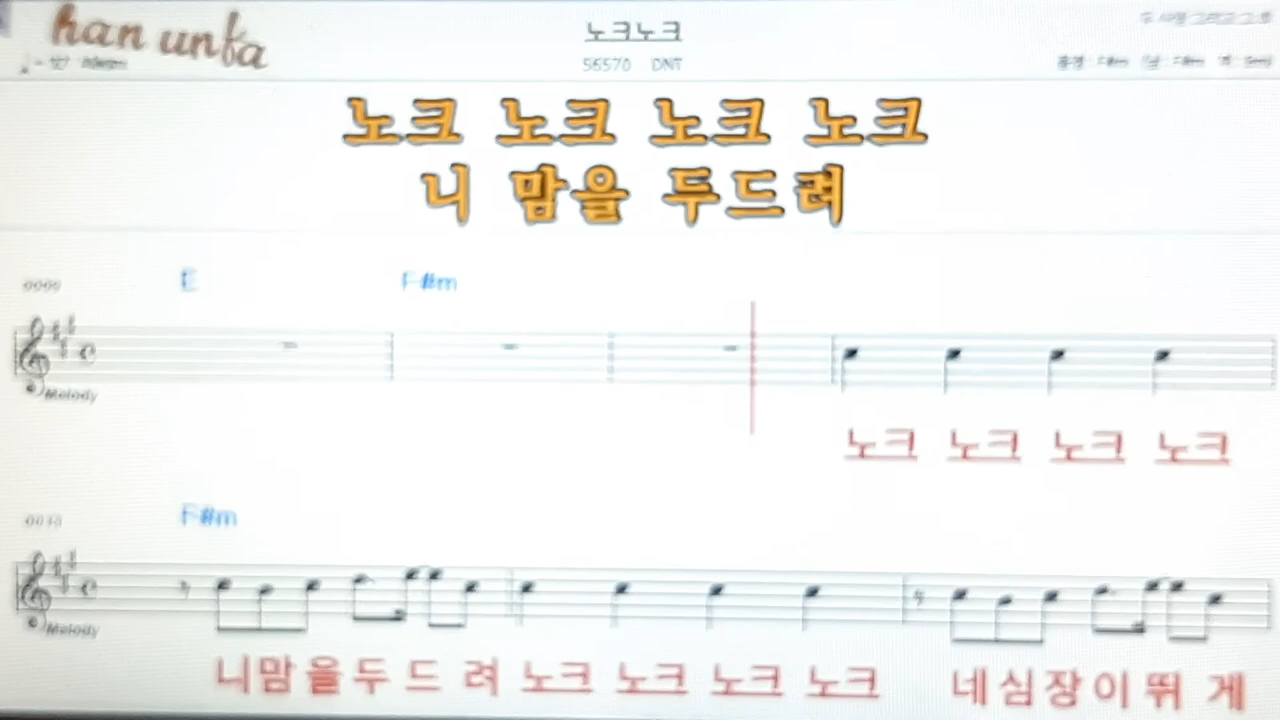 han unfa
노크노크
56570 DNT
노크 노크 노크 노크
니 맘을 두드려
0000 E F#m
Melody
노크 노크 노크 노크
F#m
Melody
니맘을두드려 노크 노크 노크 노크 네심장이뛰게